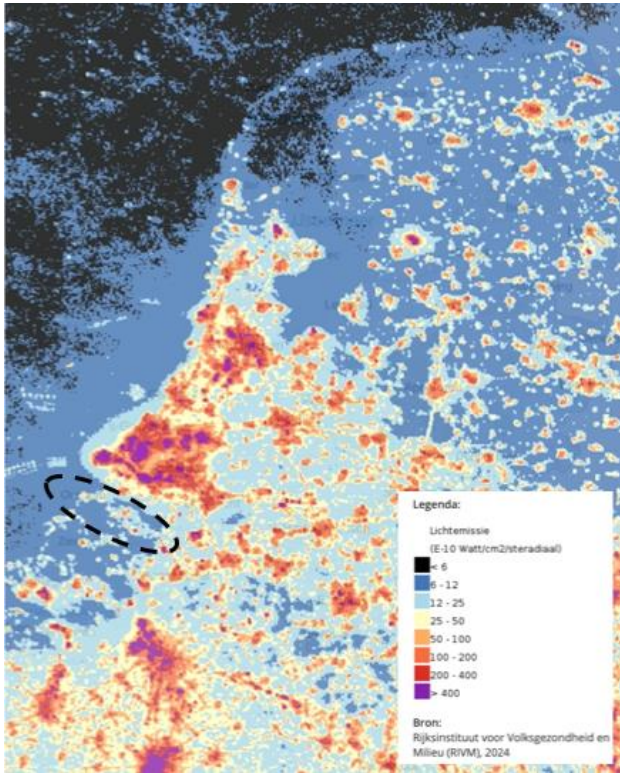 Legenda:
Lichtemissie
(E-10 Watt/cm2/steradiaal)
< 6
6 - 12
12 - 25
25 - 50
50 - 100
100 - 200
200 - 400
> 400
Bron:
Rijksinstituut voor Volksgezondheid en
Milieu (RIVM), 2024